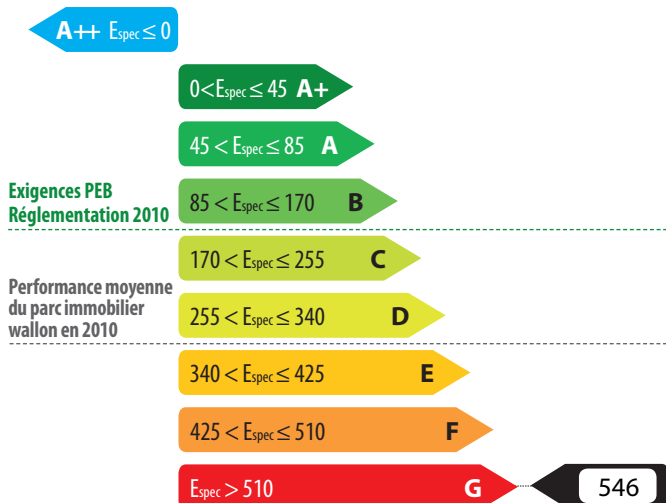 A++ Espec ≤ 0
0 < Espec ≤ 45 A+
45 < Espec ≤ 85 A
Exigences PEB
Réglementation 2010
85 < Espec ≤ 170 B
170 < Espec ≤ 255 C
Performance moyenne
du parc immobilier
wallon en 2010
255 < Espec ≤ 340 D
340 < Espec ≤ 425 E
425 < Espec ≤ 510 F
Espec > 510 G
546